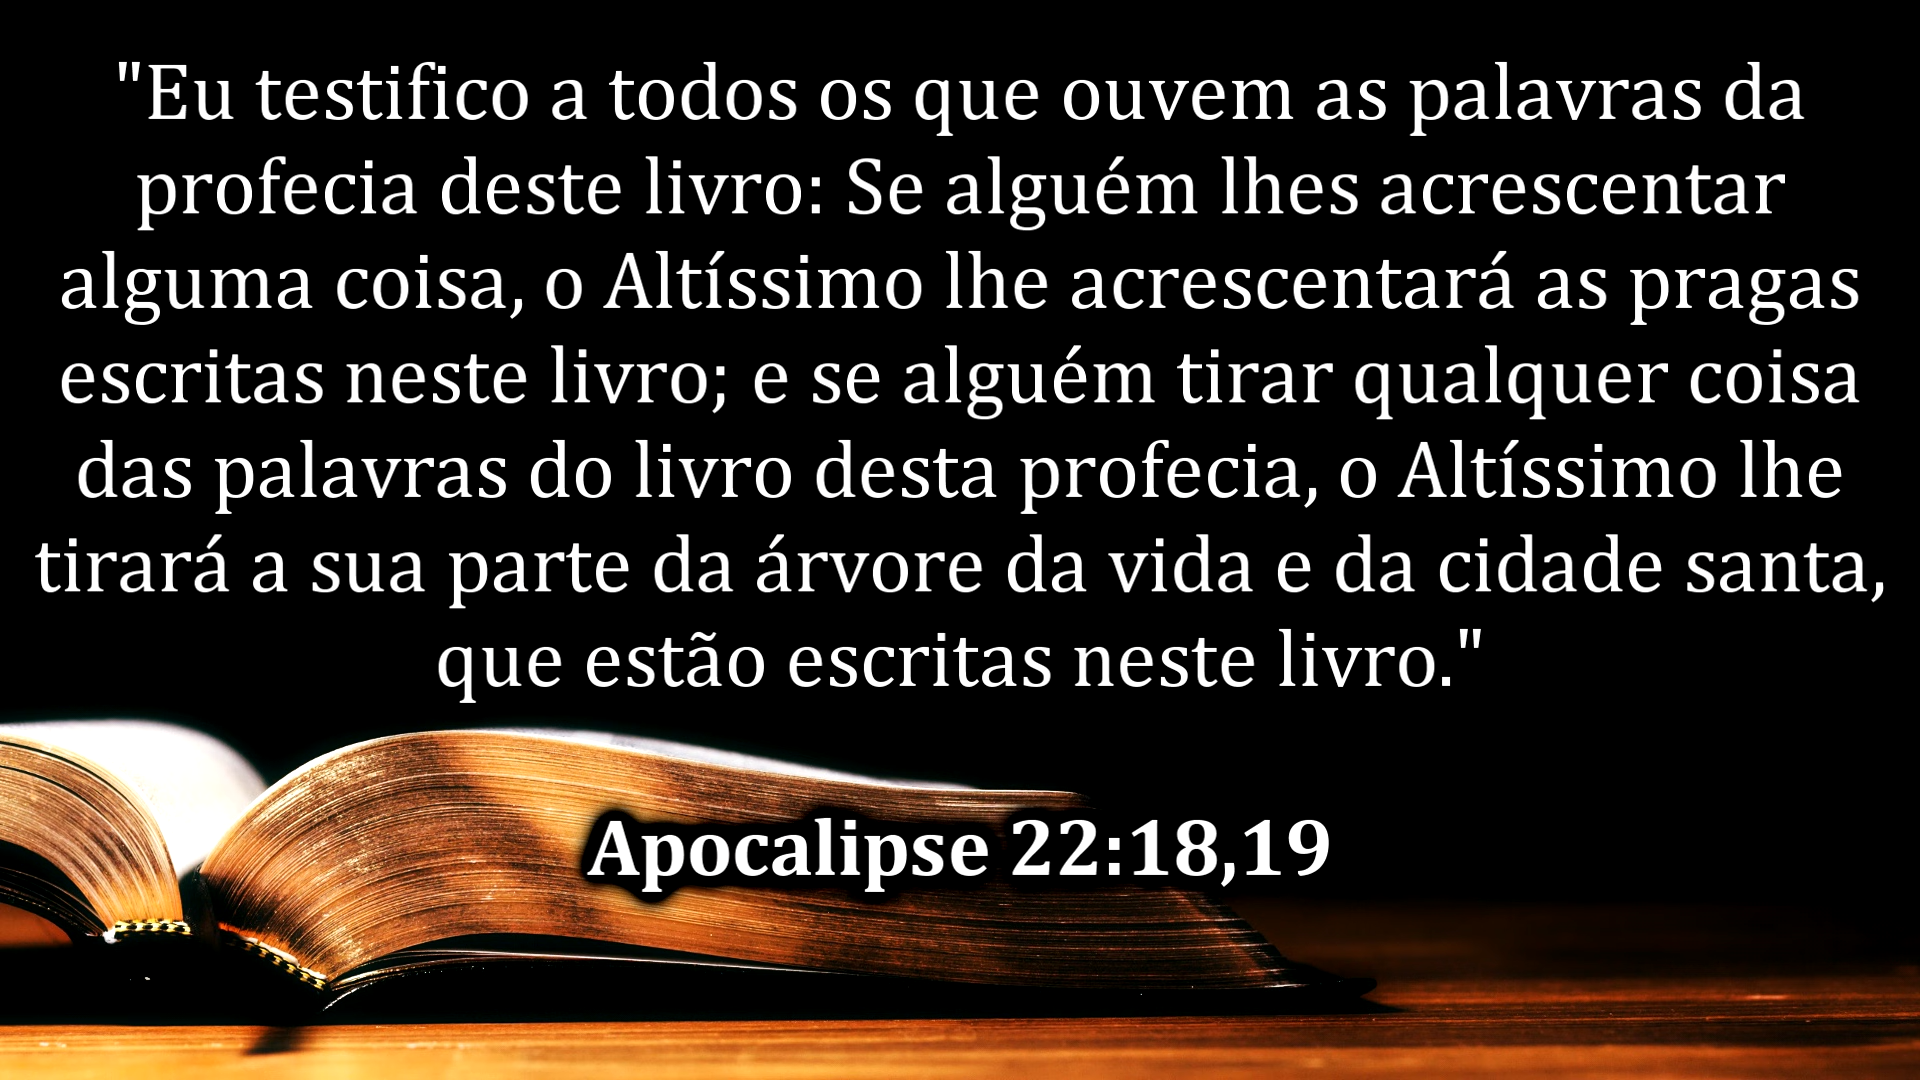 "Eu testifico a todos os que ouvem as palavras da
profecia deste livro: Se alguém lhes acrescentar
alguma coisa, o Altíssimo lhe acrescentará as pragas
escritas neste livro; e se alguém tirar qualquer coisa
das palavras do livro desta profecia, o Altíssimo lhe
tirará a sua parte da árvore da vida e da cidade santa,
que estão escritas neste livro."
Apocalipse 22:18,19